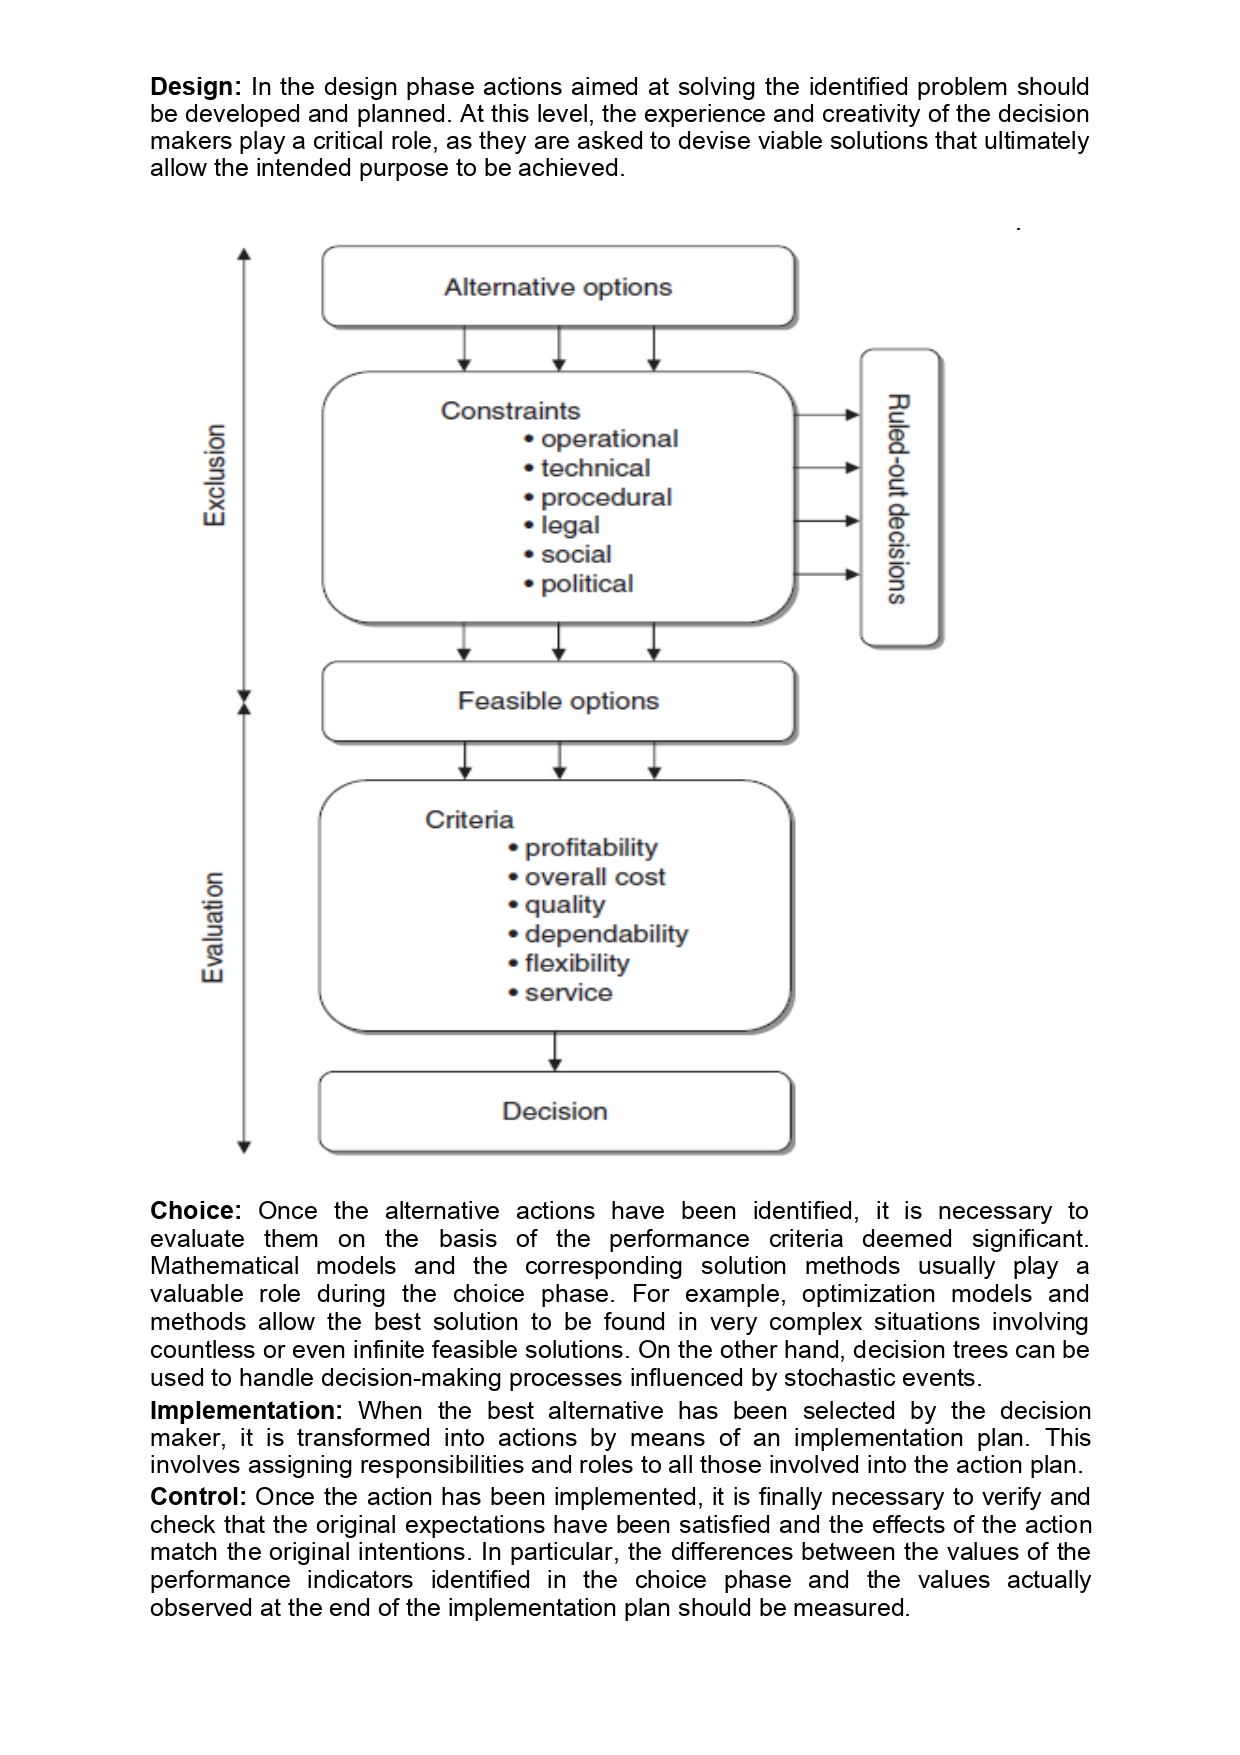 Design: In the design phase actions aimed at solving the identified problem should
be developed and planned. At this level, the experience and creativity of the decision
makers play a critical role, as they are asked to devise viable solutions that ultimately
allow the intended purpose to be achieved.
.
Alternative options
Constraints
• operational
• technical
• procedural
• legal
• social
• political
Ruled-out decisions
Exclusion
Feasible options
Criteria
• profitability
• overall cost
• quality
• dependability
• flexibility
• service
Evaluation
Decision
Choice: Once the alternative actions have been identified, it is necessary to
evaluate them on the basis of the performance criteria deemed significant.
Mathematical models and the corresponding solution methods usually play a
valuable role during the choice phase. For example, optimization models and
methods allow the best solution to be found in very complex situations involving
countless or even infinite feasible solutions. On the other hand, decision trees can be
used to handle decision-making processes influenced by stochastic events.
Implementation: When the best alternative has been selected by the decision
maker, it is transformed into actions by means of an implementation plan. This
involves assigning responsibilities and roles to all those involved into the action plan.
Control: Once the action has been implemented, it is finally necessary to verify and
check that the original expectations have been satisfied and the effects of the action
match the original intentions. In particular, the differences between the values of the
performance indicators identified in the choice phase and the values actually
observed at the end of the implementation plan should be measured.